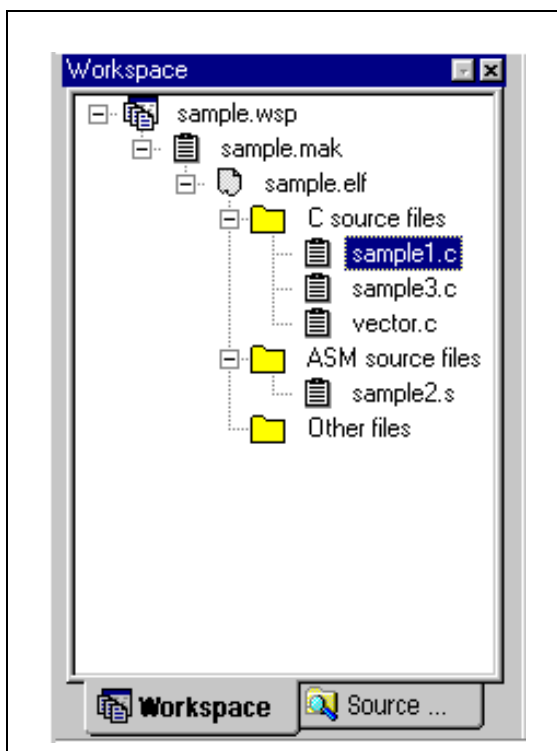 Workspace
sample.wsp
sample.mak
sample.elf
C source files
sample1.c
sample3.c
vector.c
ASM source files
sample2.s
Other files
Workspace
Source ...